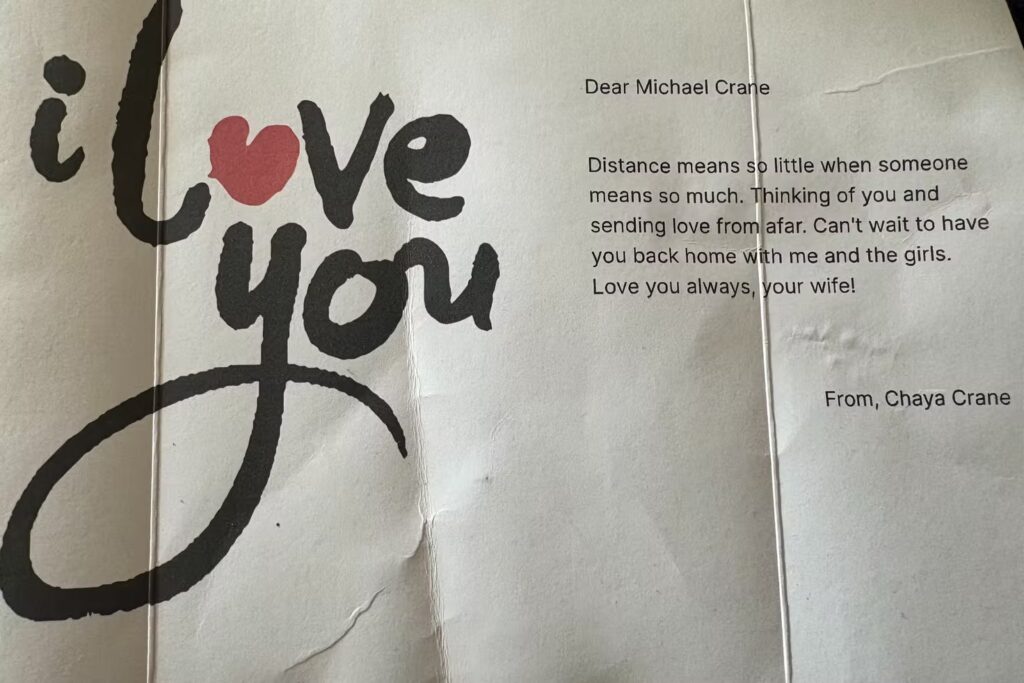 i love
you
Dear Michael Crane
Distance means so little when someone
means so much. Thinking of you and
sending love from afar. Can't wait to have
you back home with me and the girls.
Love you always, your wife!
From, Chaya Crane